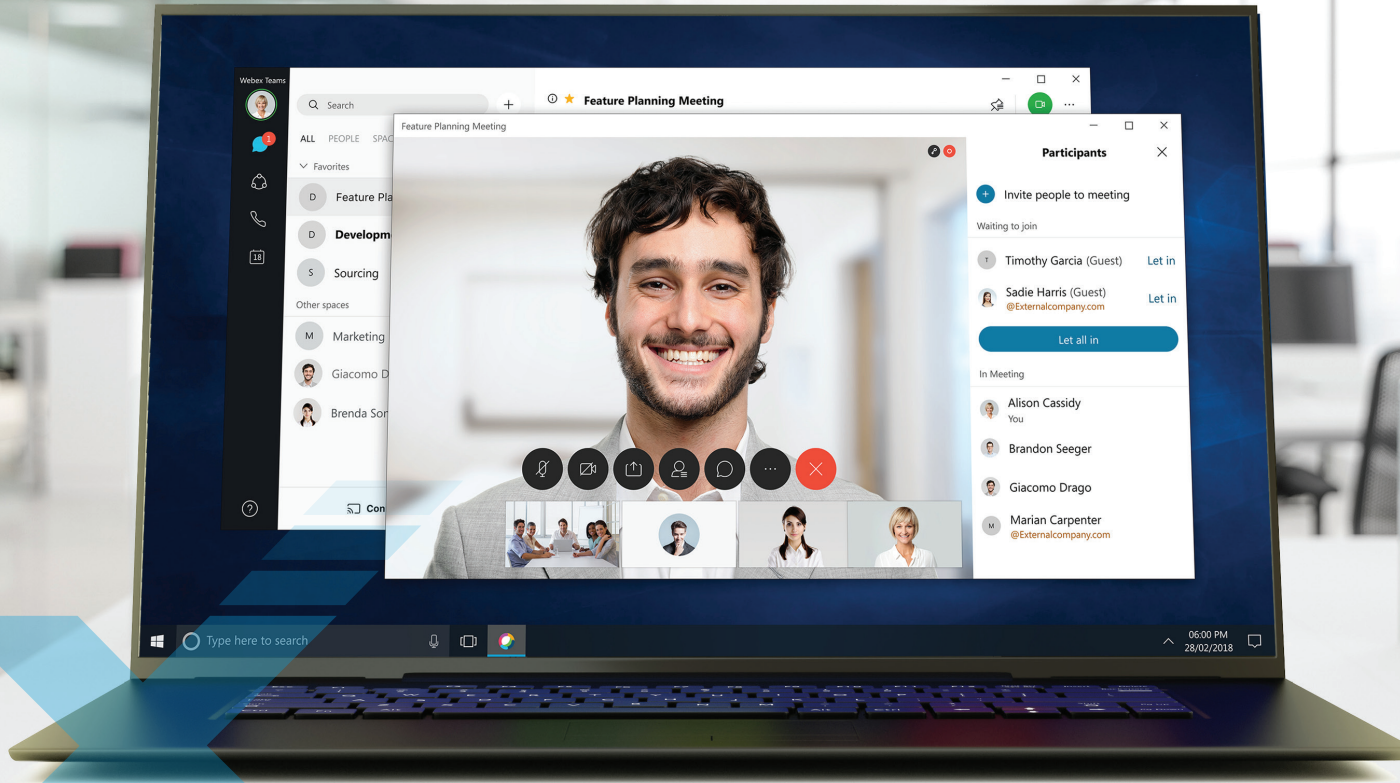 Webex Teams
Search
+
Feature Planning Meeting
ALL PEOPLE
1
Favorites
D Feature
D
S Sourcing
18
Other spaces
M Marketing
Giacomo D
Brenda
?
Feature Planning Meeting
Participants
+ Invite people to meeting
Waiting to join
T Timothy Garcia (Guest) Let in
Sadie Harris (Guest) Let in
@Externalcompany.com
Let all in
In Meeting
Alison Cassidy
You
Brandon Seeger
Giacomo Drago
M Marian Carpenter
@Externalcompany.com
Type here to search
06:00 PM
28/02/2018